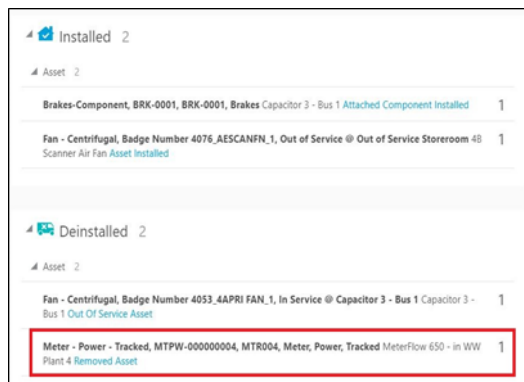 Installed 2
Asset 2
Brakes-Component, BRK-0001, BRK-0001, Brakes Capacitor 3 - Bus 1 Attached Component Installed 1
Fan - Centrifugal, Badge Number 4076_AESCANFN_1, Out of Service @ Out of Service Storeroom 4B 1
Scanner Air Fan Asset Installed
Deinstalled 2
Asset 2
Fan - Centrifugal, Badge Number 4053_4APRI FAN_1, In Service @ Capacitor 3 - Bus 1 Capacitor 3 - 1
Bus 1 Out Of Service Asset
Meter - Power - Tracked, MTPW-000000004, MTR004, Meter, Power, Tracked MeterFlow 650 - in WW 1
Plant 4 Removed Asset